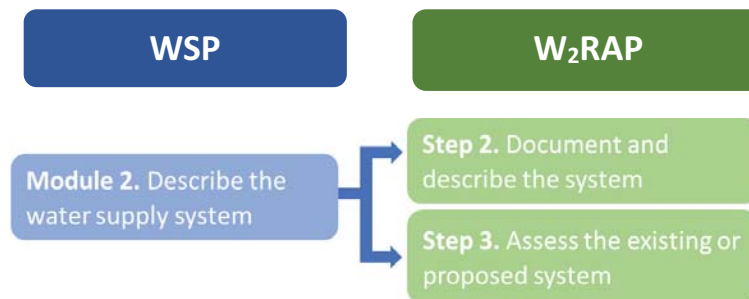 WSP
W₂RAP
Module 2. Describe the
water supply system
Step 2. Document and
describe the system
Step 3. Assess the existing or
proposed system